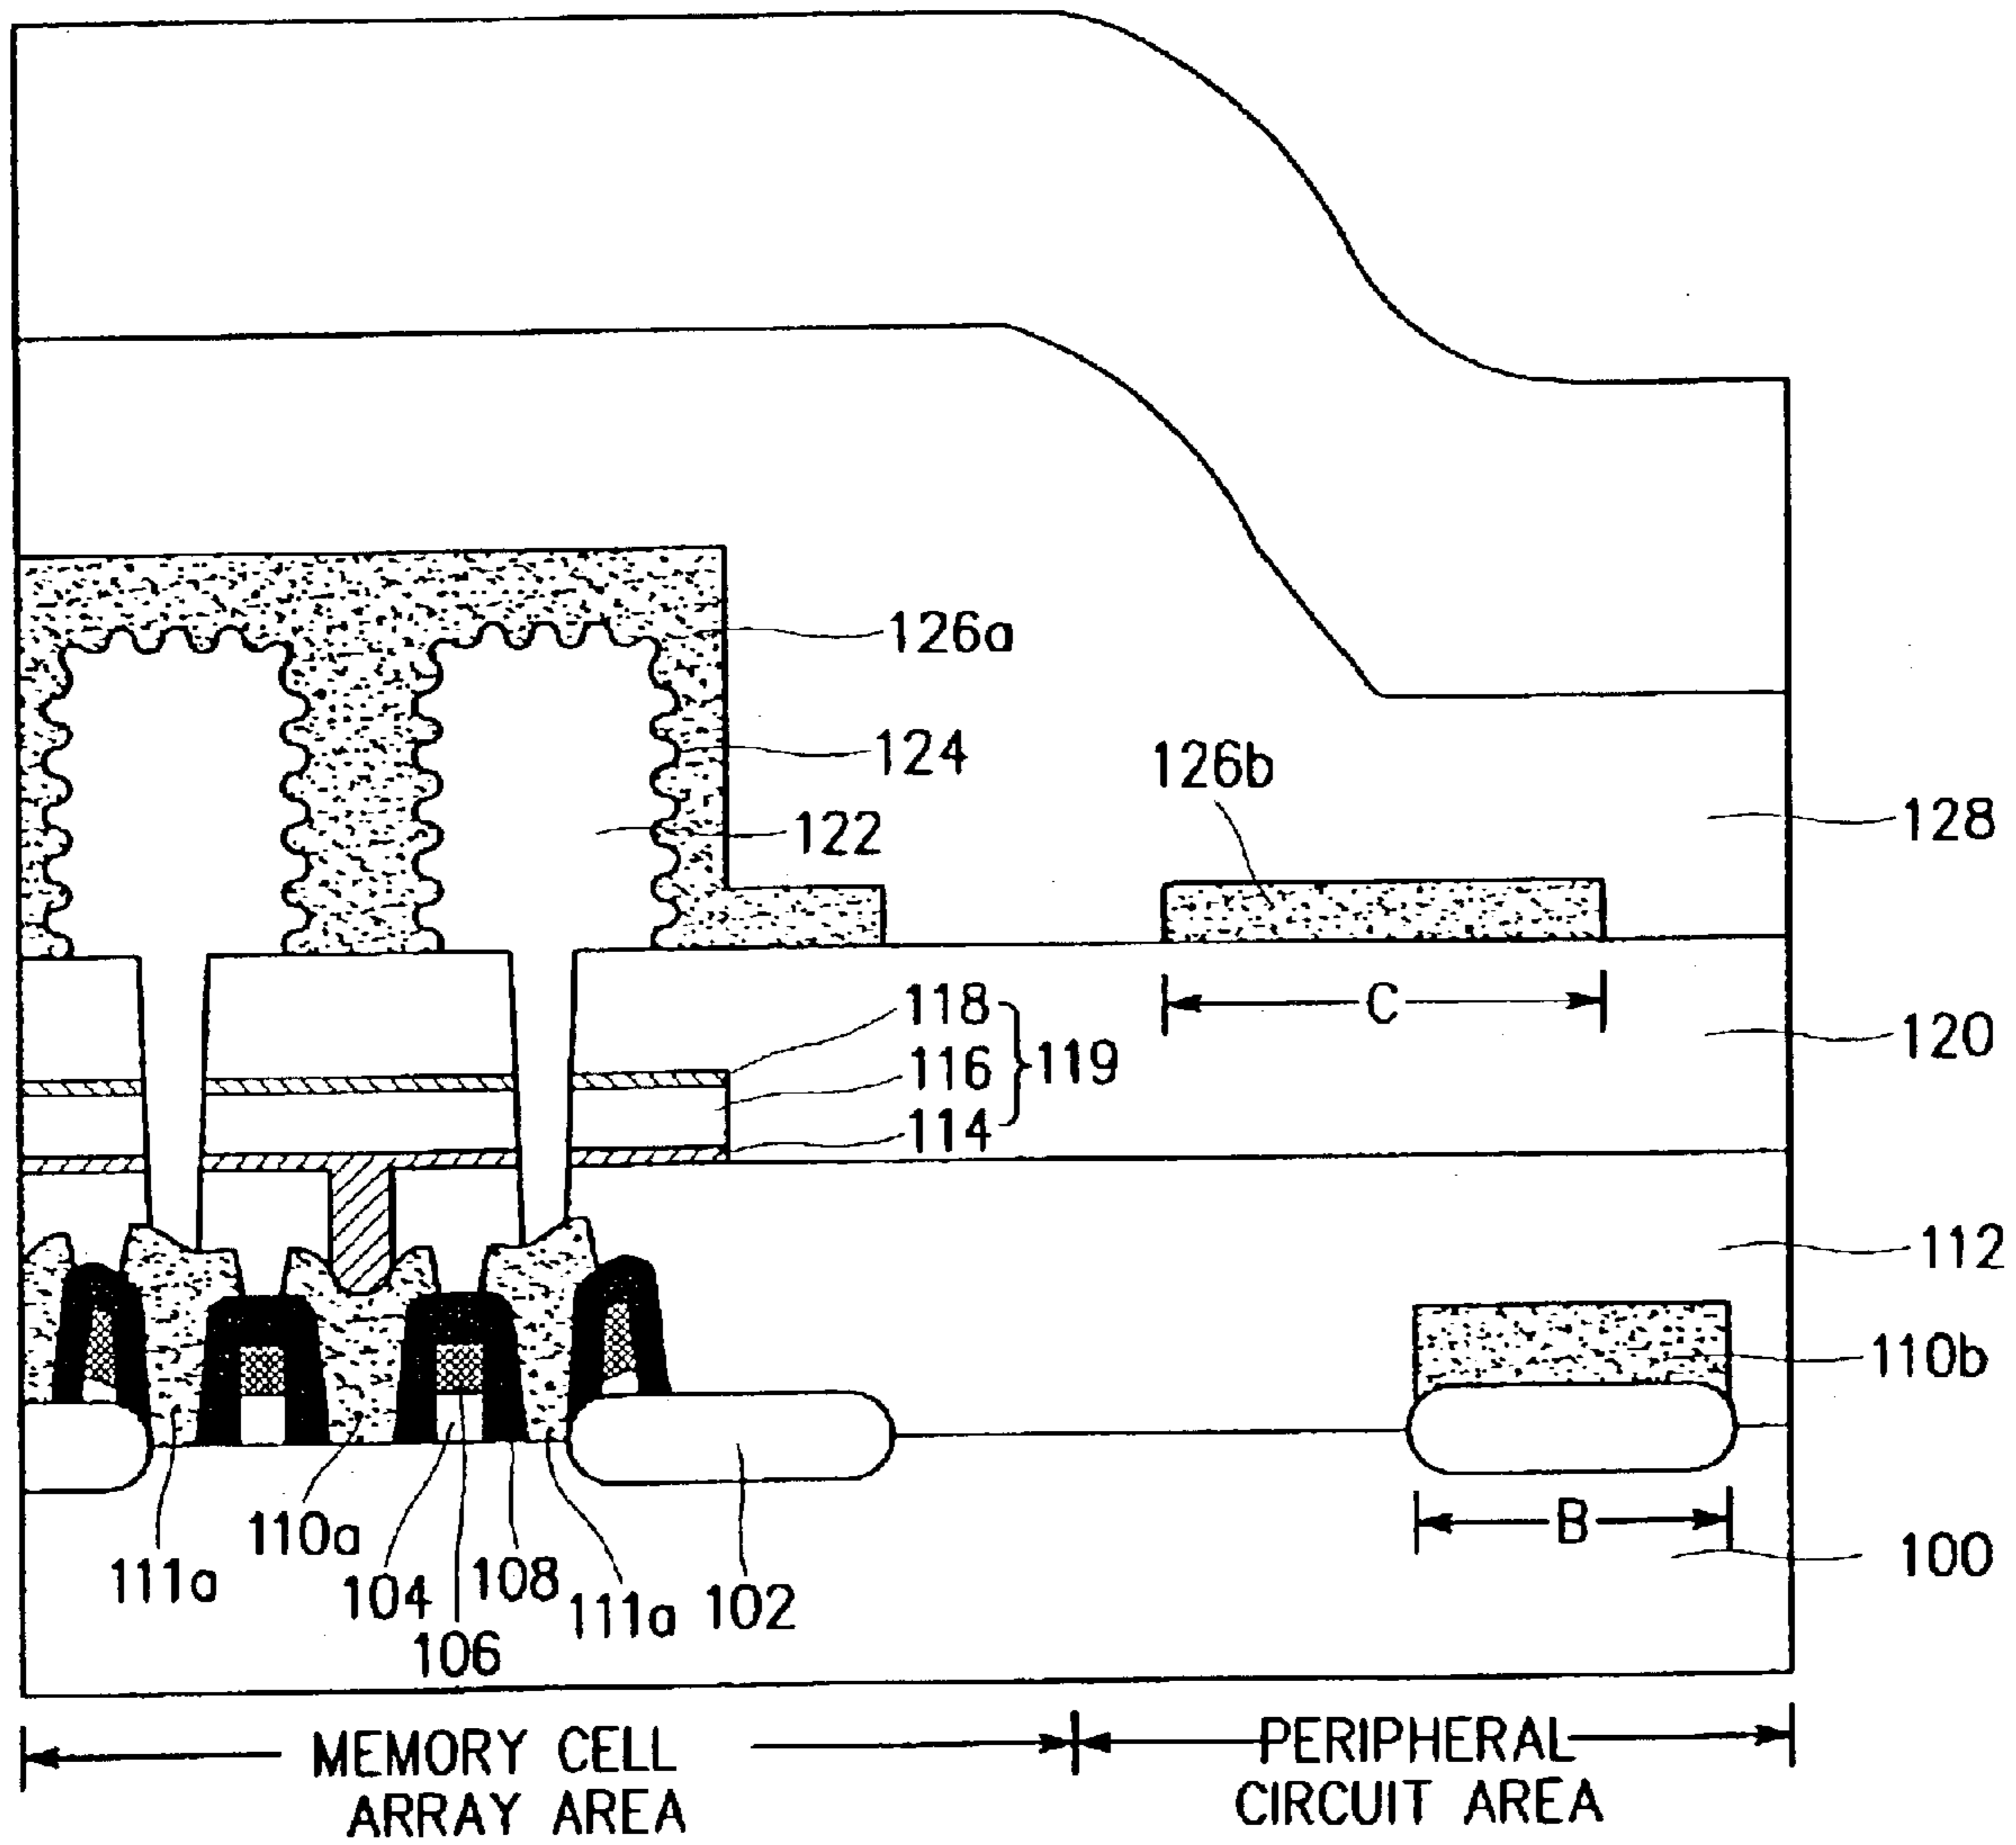 126a
124
126b
122
128
118
C
116
119
120
114
112
110b
110a
B
111a
104
108
111a
102
100
106
MEMORY CELL
ARRAY AREA
PERIPHERAL
CIRCUIT AREA